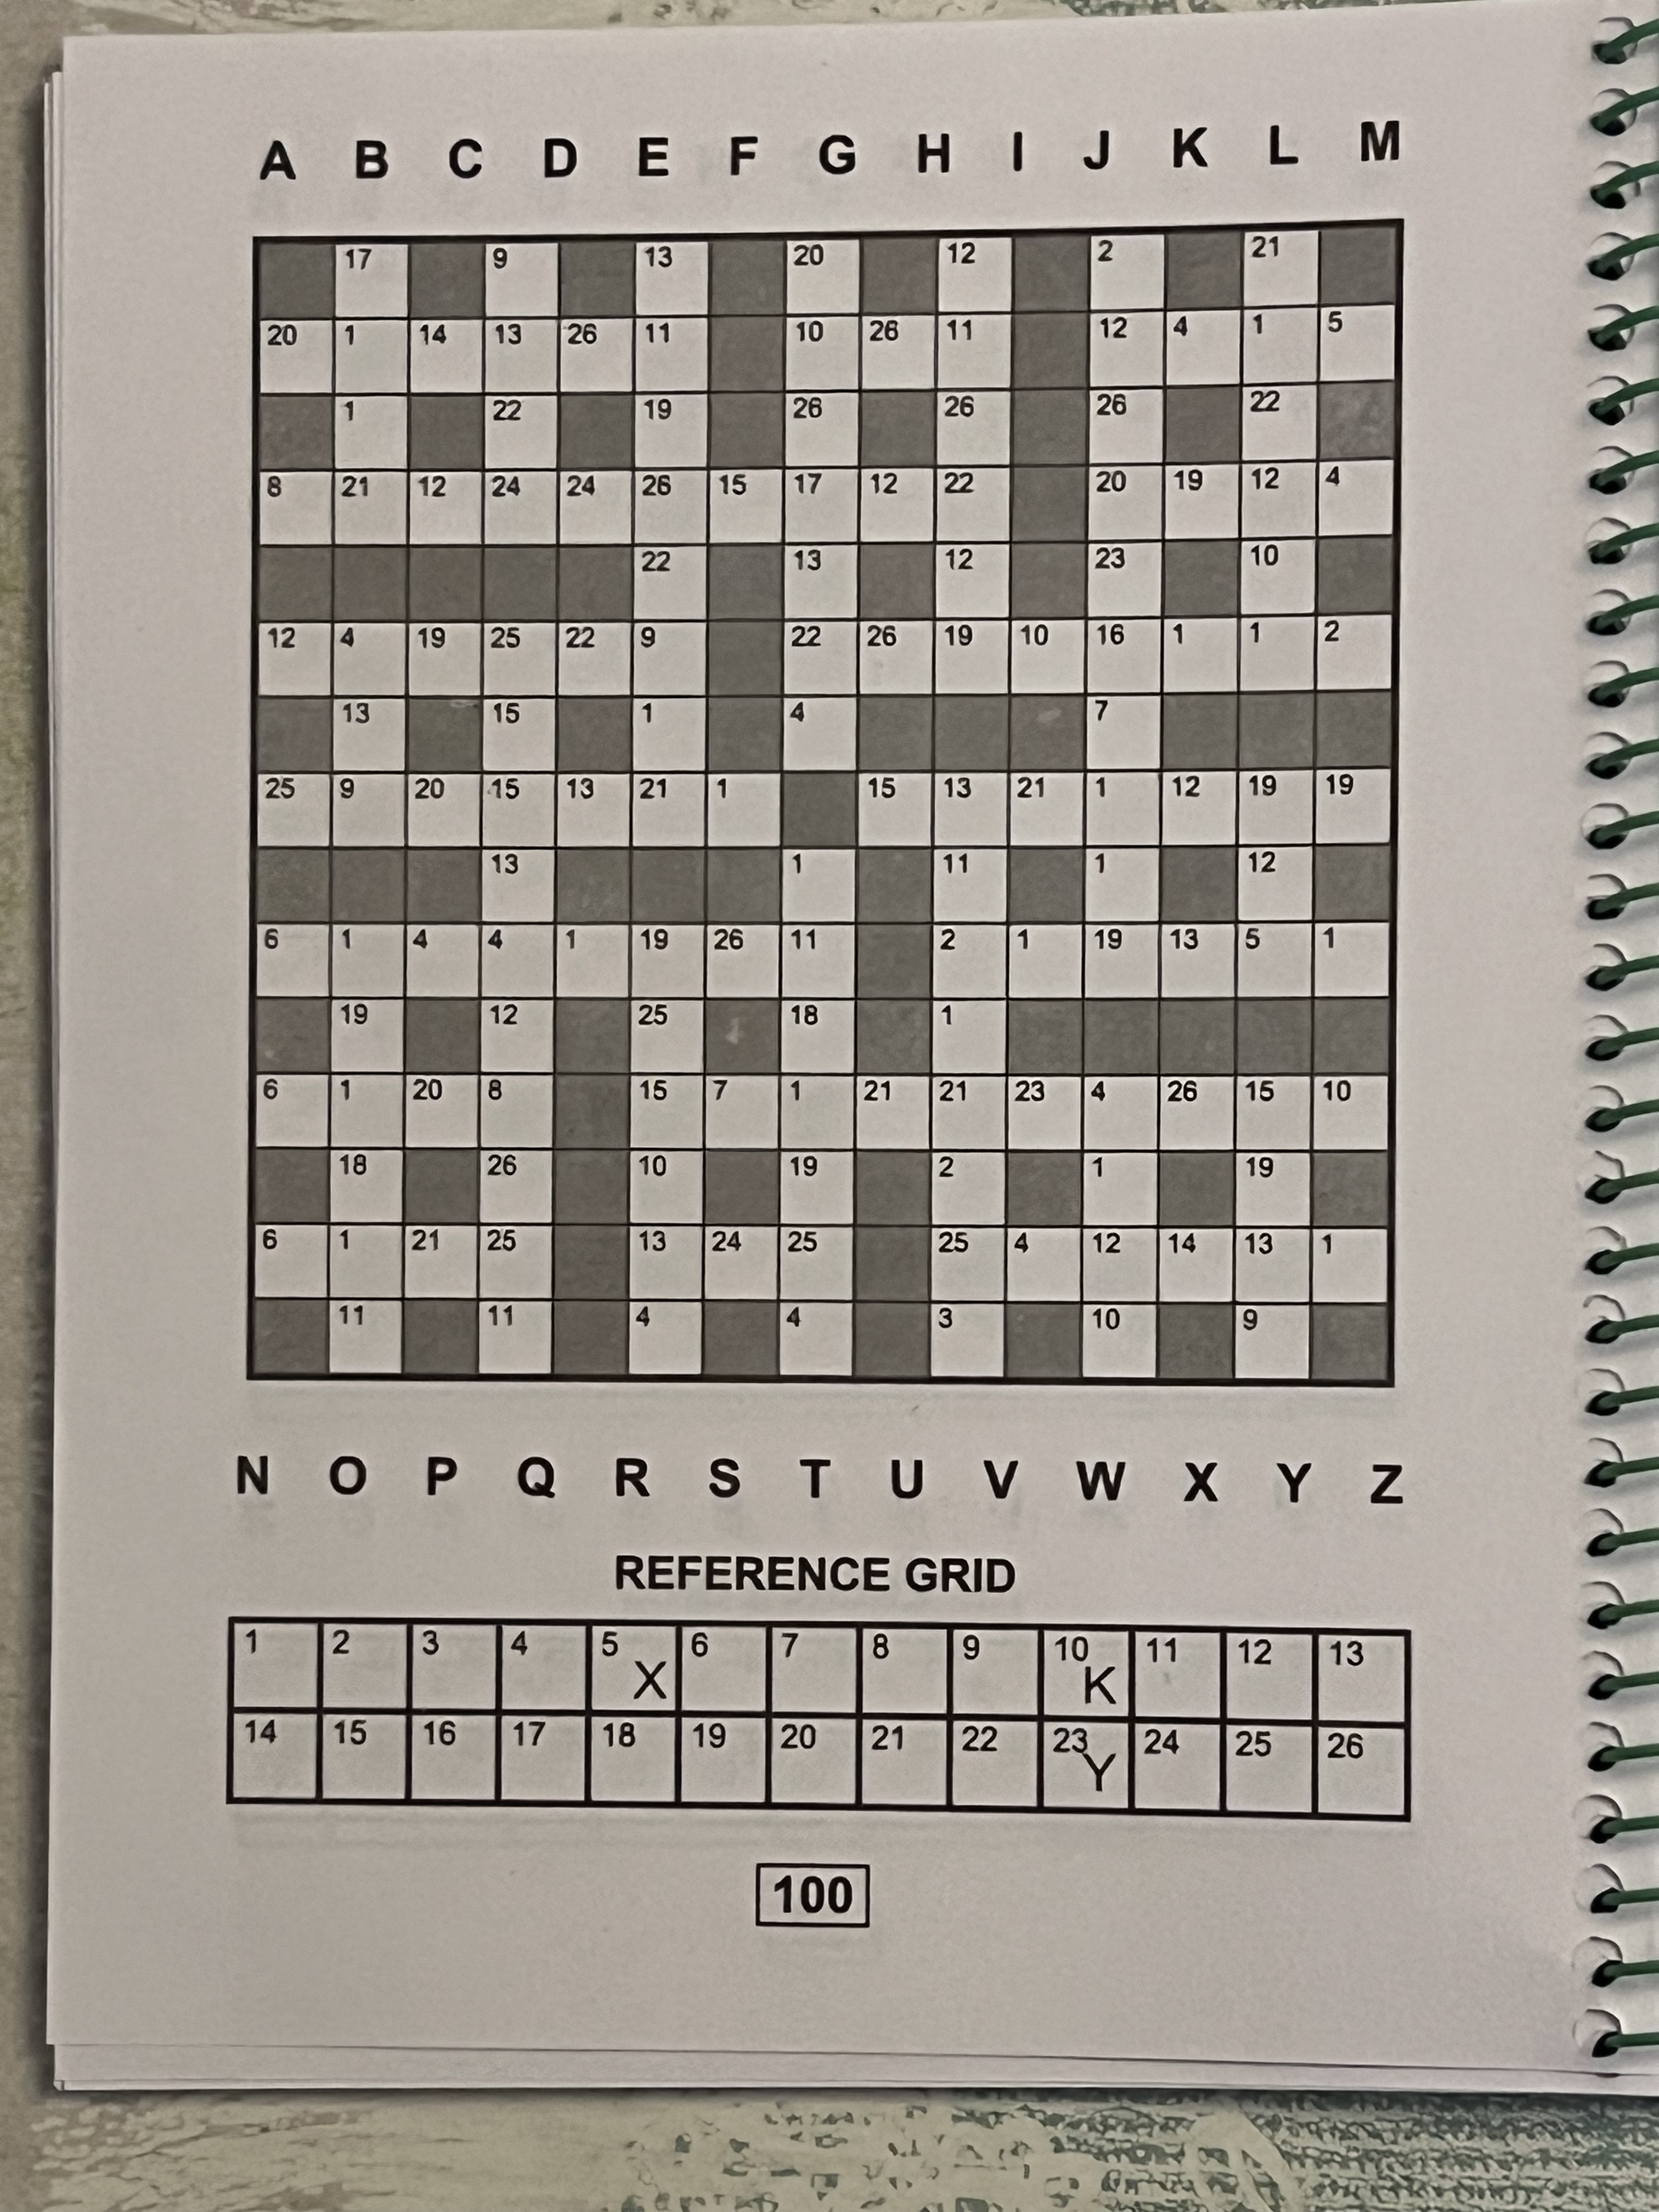 A B C D E F G H I J K L M
17 9 13 20 12 2 21
20 1 14 13 26 11 10 26 11 12 4 1 5
1 22 19 26 26 26 22
8 21 12 24 24 26 15 17 12 22 20 19 12 4
22 13 12 23 10
12 4 19 25 22 9 22 26 19 10 16 1 1 2
13 15 1 4 7
25 9 20 15 13 21 1 15 13 21 1 12 19 19
13 1 11 1 12
6 1 4 4 1 19 26 11 2 1 19 13 5 1
19 12 25 18 1
6 1 20 8 15 7 1 21 21 23 4 26 15 10
18 26 10 19 2 1 19
6 1 21 25 13 24 25 25 4 12 14 13 1
11 11 4 4 3 10 9
N O P Q R S T U V W X Y Z
REFERENCE GRID
1 2 3 4 5 X 6 7 8 9 10 K 11 12 13
14 15 16 17 18 19 20 21 22 23 Y 24 25 26
100